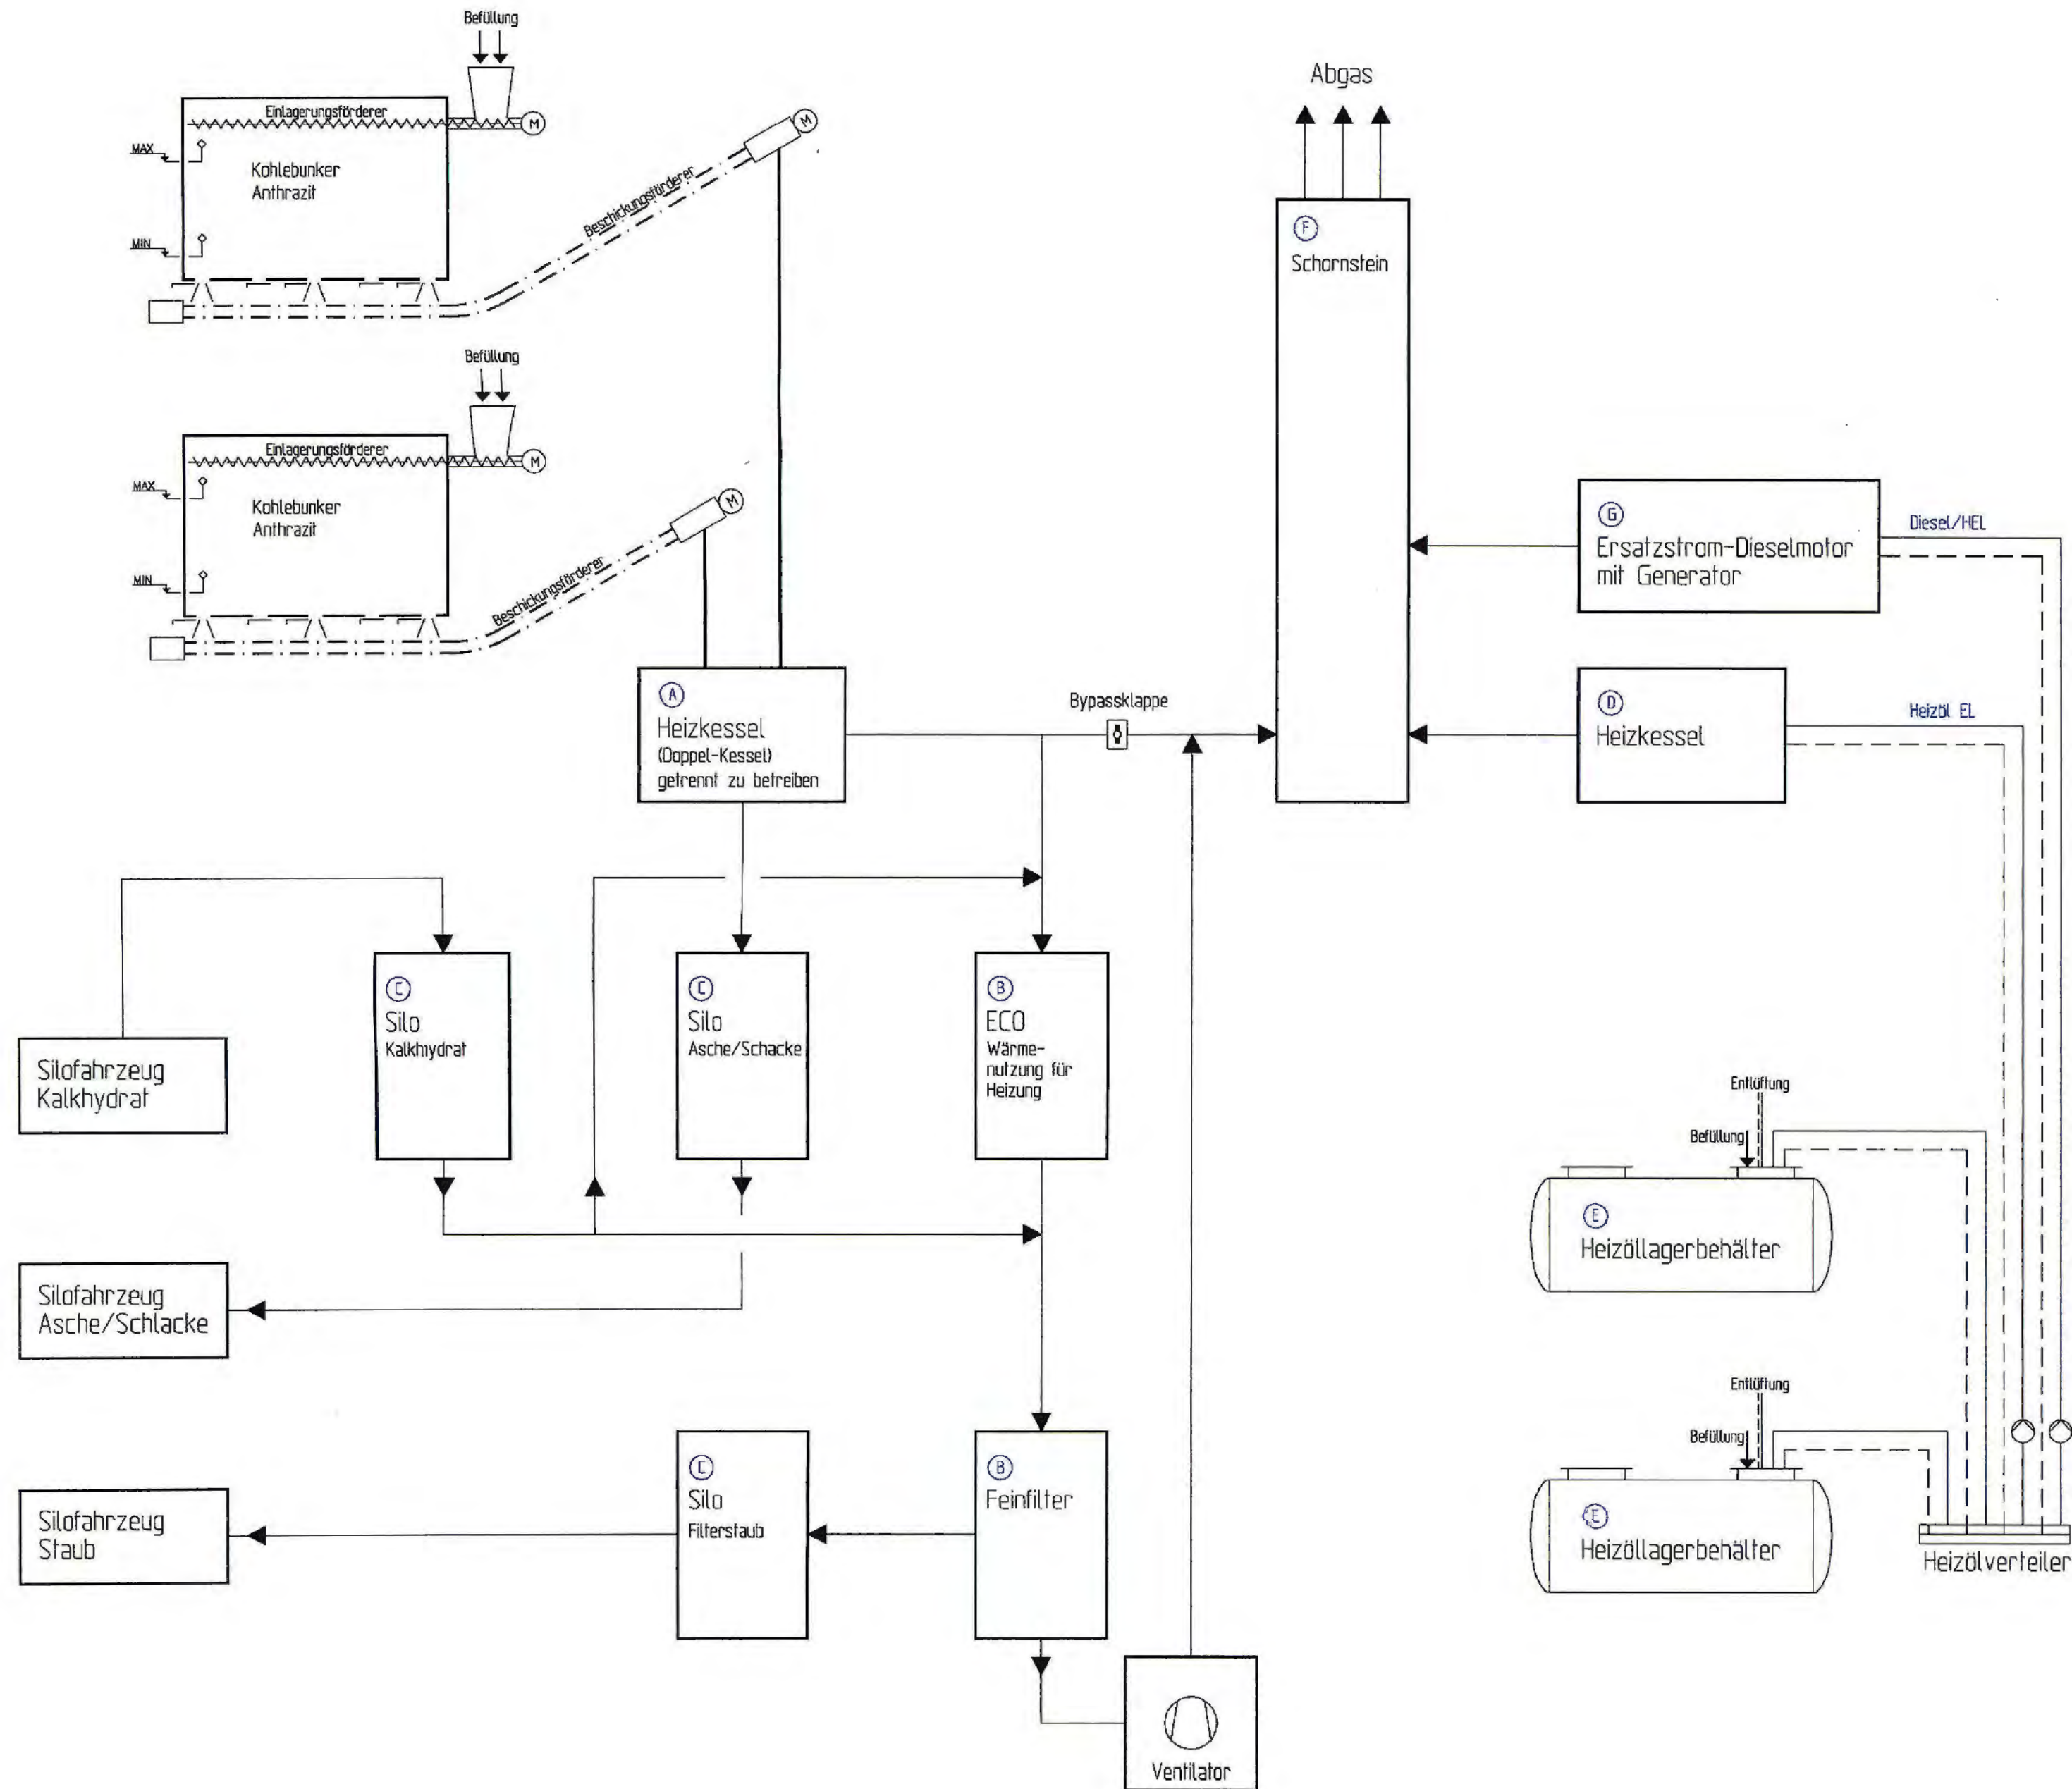 Befüllung
Einlagerungsförderer
M
MAX
Kohlebunker
Anthrazit
MIN
M
Beschickungsförderer
Befüllung
Einlagerungsförderer
M
MAX
Kohlebunker
Anthrazit
MIN
M
Beschickungsförderer
Abgas
F
Schornstein
G
Ersatzstrom-Dieselmotor
mit Generator
Diesel/HEL
A
Heizkessel
(Doppel-Kessel)
getrennt zu betreiben
Bypassklappe
D
Heizkessel
Heizöl EL
C
Silo
Kalkhydrat
C
Silo
Asche/Schacke
B
ECO
Wärme-
nutzung für
Heizung
Silofahrzeug
Kalkhydrat
Entlüftung
Befüllung
E
Heizöllagerbehälter
Silofahrzeug
Asche/Schlacke
Entlüftung
Befüllung
E
Heizöllagerbehälter
Heizölverteiler
C
Silo
Filterstaub
B
Feinfilter
Silofahrzeug
Staub
Ventilator